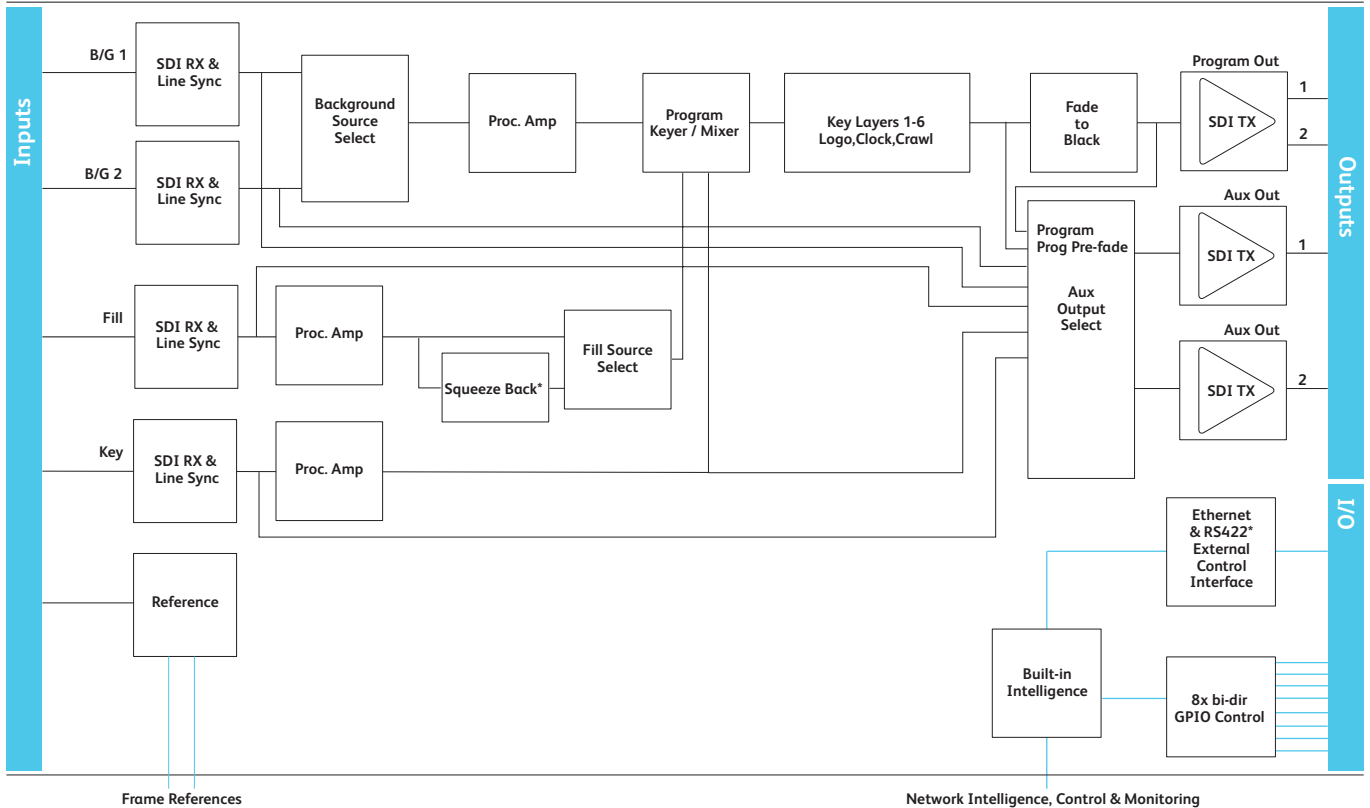 Inputs
B/G 1
SDI RX &
Line Sync
B/G 2
SDI RX &
Line Sync
Background
Source
Select
Proc. Amp
Program
Keyer / Mixer
Key Layers 1-6
Logo,Clock,Crawl
Fade
to
Black
Program Out
SDI TX
1
2
Outputs
Fill
SDI RX &
Line Sync
Proc. Amp
Squeeze Back*
Fill Source
Select
Program
Prog Pre-fade
Aux
Output
Select
Aux Out
SDI TX
1
Aux Out
SDI TX
2
Key
SDI RX &
Line Sync
Proc. Amp
Reference
Frame References
I/O
Ethernet
& RS422*
External
Control
Interface
Built-in
Intelligence
8x bi-dir
GPIO Control
Network Intelligence, Control & Monitoring